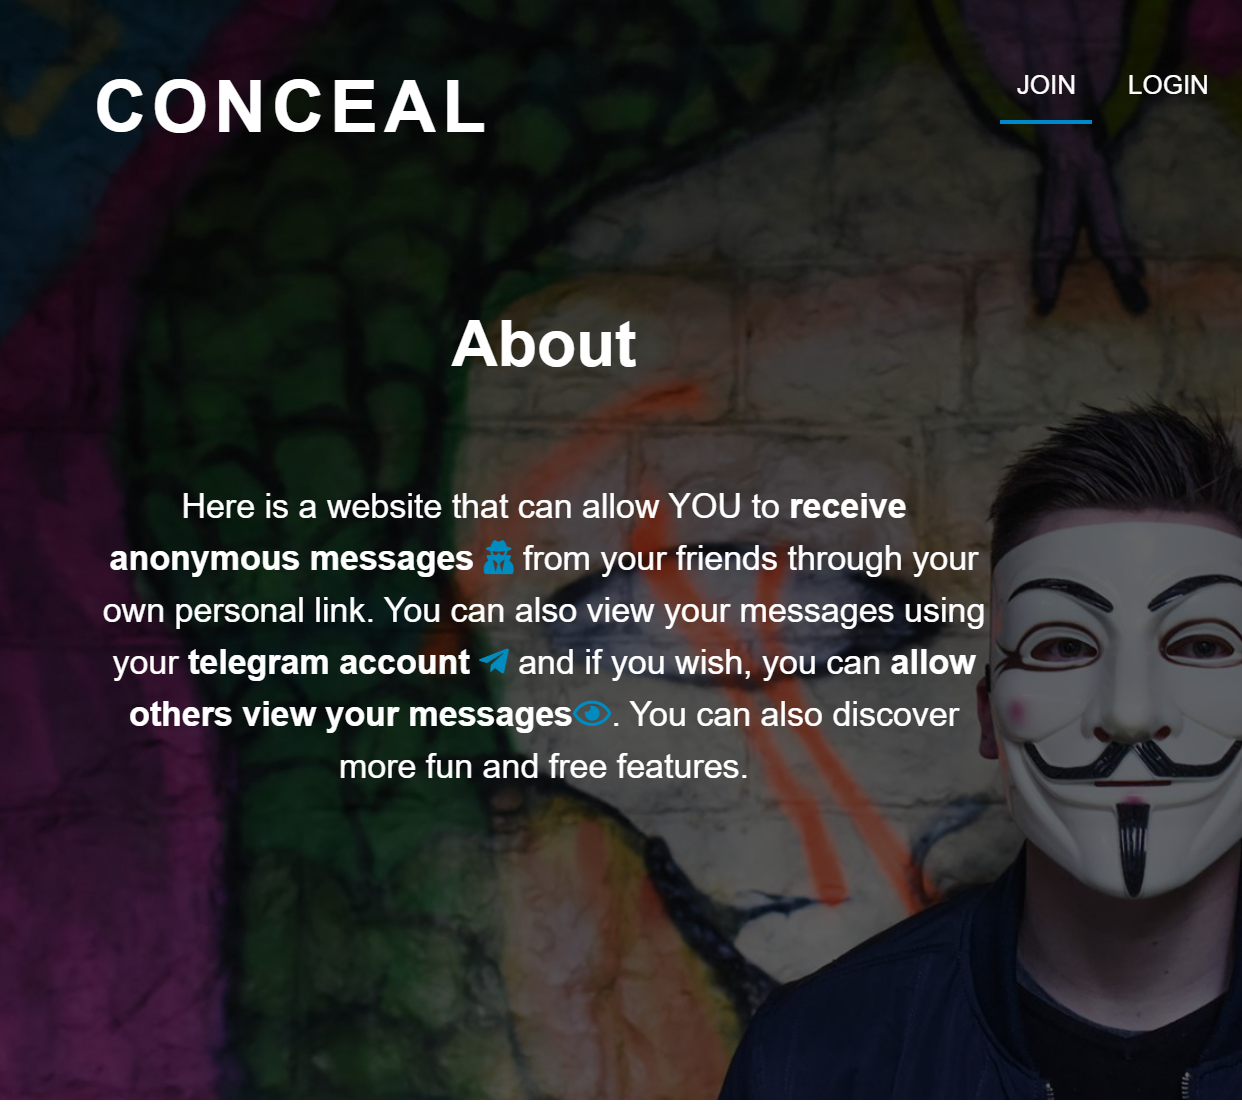 CONCEAL
JOIN LOGIN
About
Here is a website that can allow YOU to receive
anonymous messages from your friends through your
own personal link. You can also view your messages using
your telegram account and if you wish, you can allow
others view your messages. You can also discover
more fun and free features.